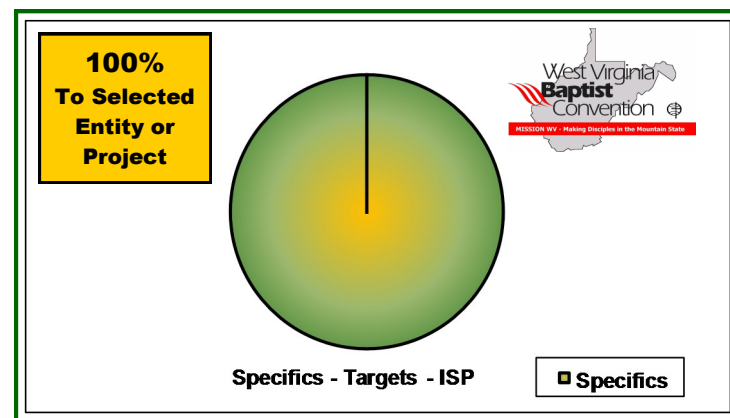 100%
To Selected
Entity or
Project
West Virginia
Baptist
Convention
MISSION WV - Making Disciples in the Mountain State
Specifics - Targets - ISP
Specifics